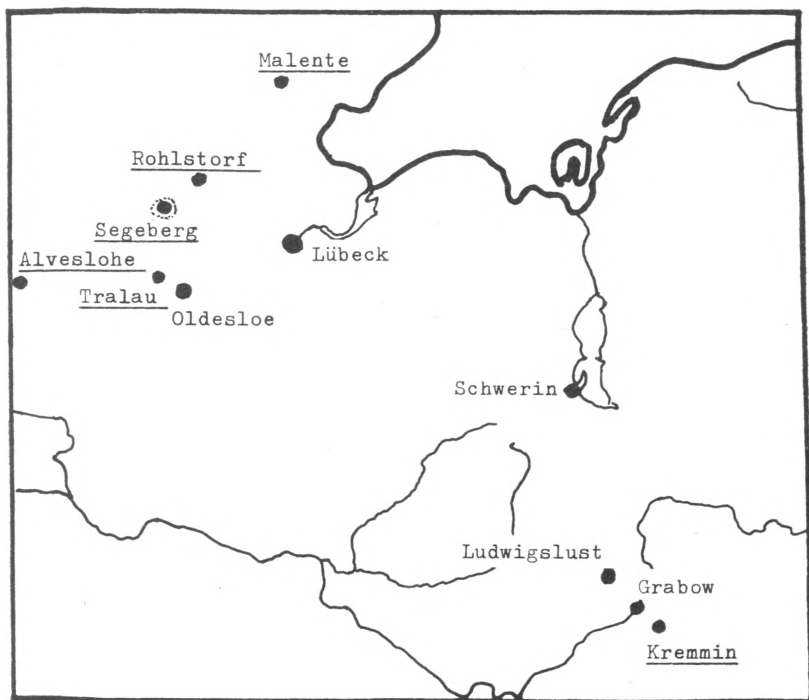 Malente
Rohlstorf
Segeberg
Lübeck
Alveslohe
Tralau
Oldesloe
Schwerin
Ludwigslust
Grabow
Kremmin